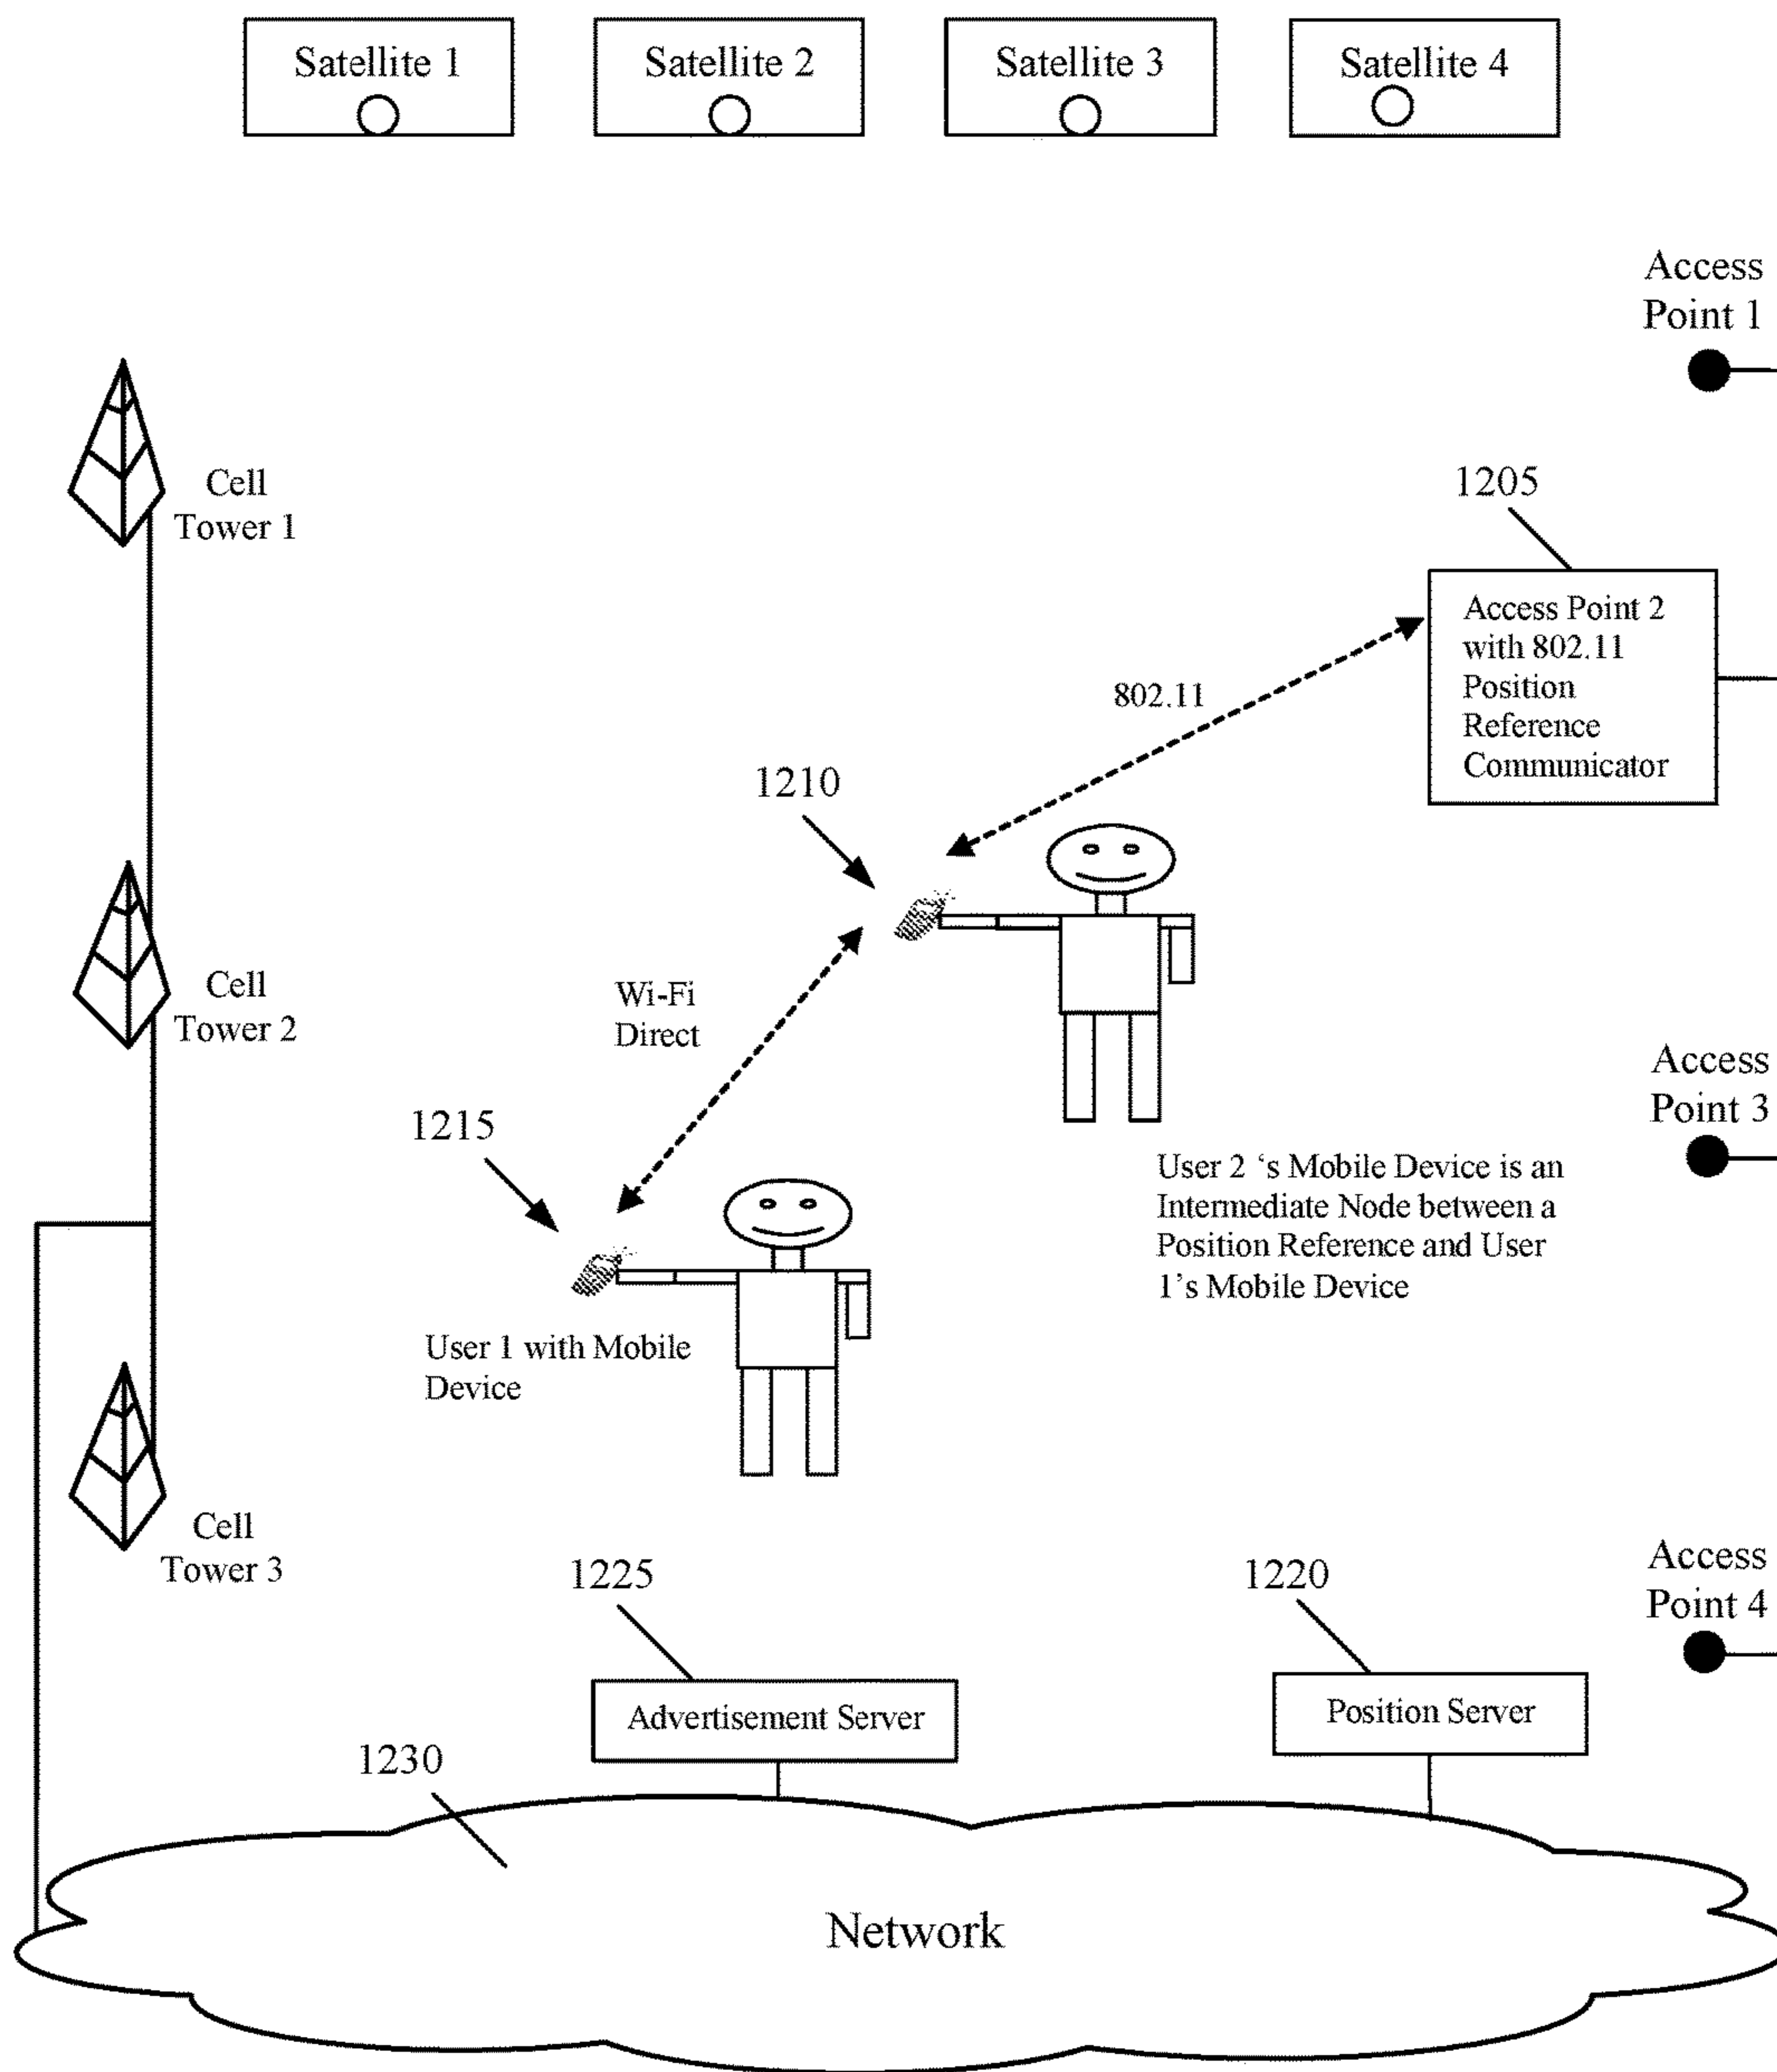 Satellite 1
Satellite 2
Satellite 3
Satellite 4
Access
Point 1
Cell
Tower 1
1205
Access Point 2
with 802.11
Position
Reference
Communicator
802.11
1210
Cell
Tower 2
Wi-Fi
Direct
Access
Point 3
1215
User 2 ‘s Mobile Device is an
Intermediate Node between a
Position Reference and User
1’s Mobile Device
User 1 with Mobile
Device
Cell
Tower 3
Access
Point 4
1225
1220
Advertisement Server
Position Server
1230
Network